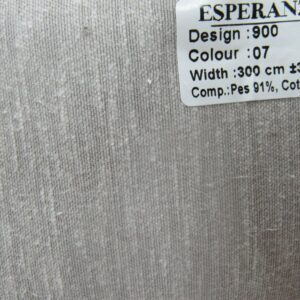 ESPERAN
Design :900
Colour :07
Width :300 cm ±3
Comp.:Pes 91%, Cot